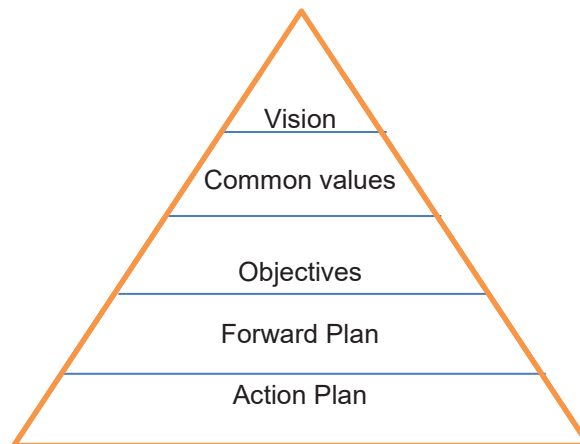 Vision
Common values
Objectives
Forward Plan
Action Plan